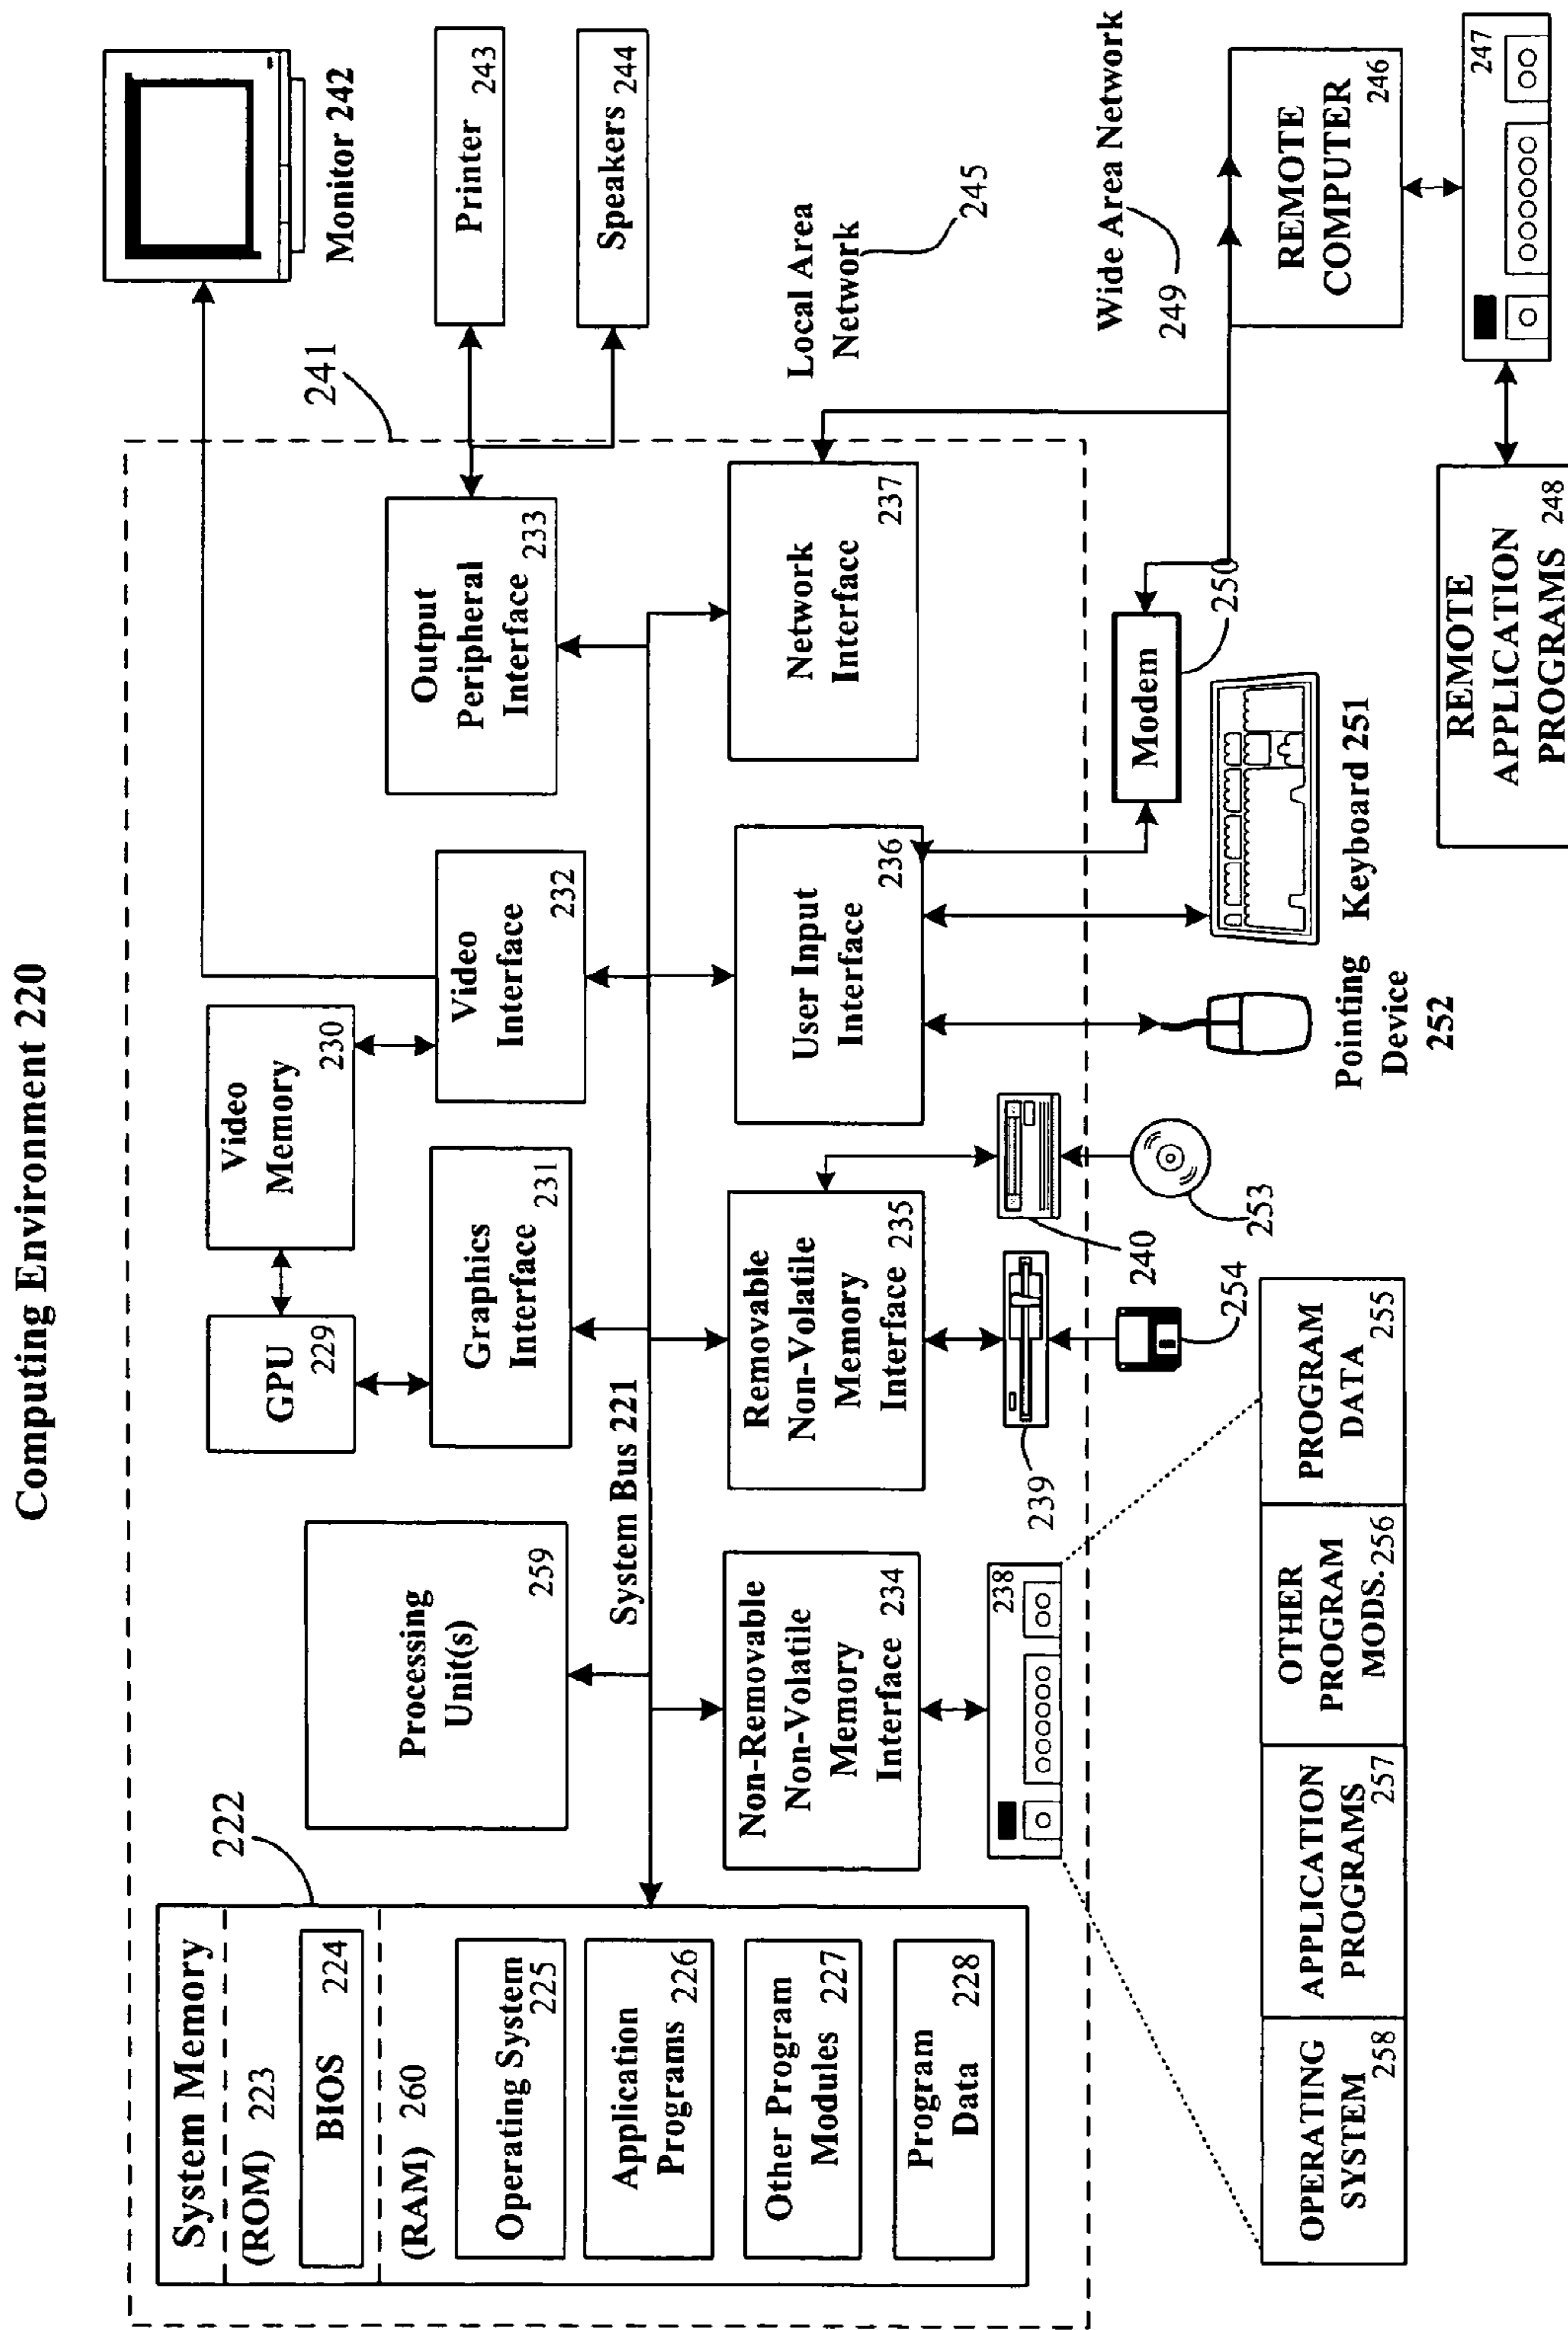 Computing Environment 220
System Memory
222
(ROM) 223
BIOS 224
(RAM) 260
Operating System
225
Application
Programs 226
Other Program
Modules 227
Program
Data 228
Processing
Unit(s)
259
GPU
229
Video
Memory
230
Graphics
Interface
231
Video
Interface
232
Output
Peripheral
Interface 233
241
Monitor 242
Printer
243
Speakers
244
System Bus 221
Non-Removable
Non-Volatile
Memory
Interface 234
Removable
Non-Volatile
Memory
Interface 235
User Input
Interface
236
Network
Interface
237
Local Area
Network
245
238
239
240
254
253
Pointing
Device
252
Keyboard 251
Modem
250
Wide Area Network
249
REMOTE
COMPUTER
246
247
REMOTE
APPLICATION
PROGRAMS 248
OPERATING
SYSTEM
258
APPLICATION
PROGRAMS
257
OTHER
PROGRAM
MODS. 256
PROGRAM
DATA
255